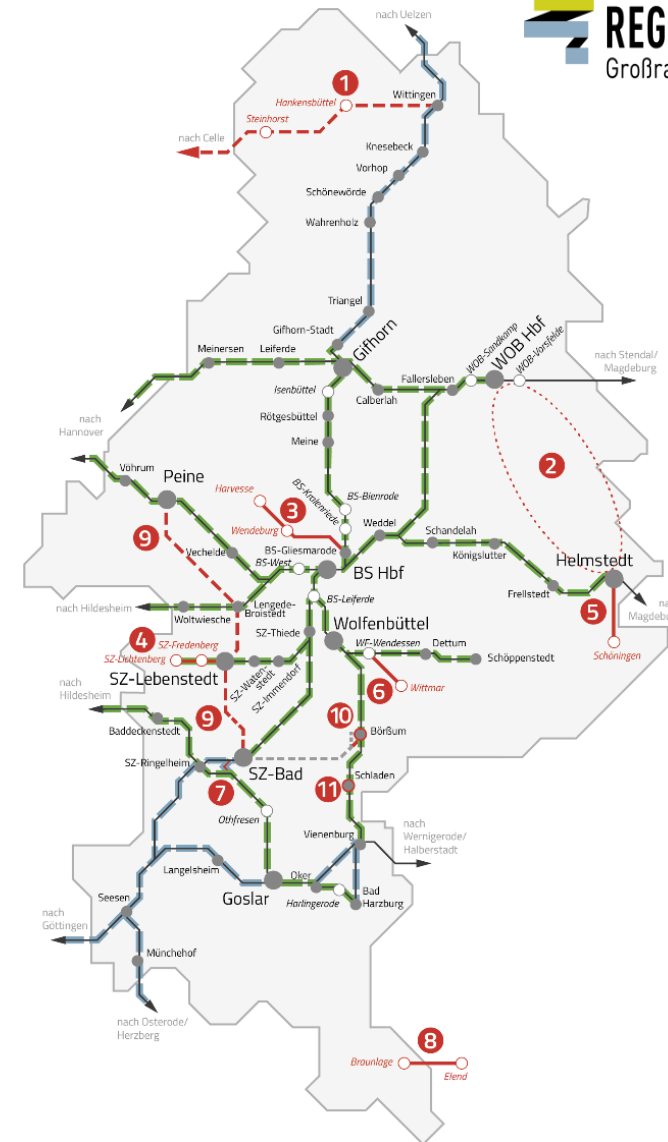 REG
Großra
nach Uelzen
1
Hankensbüttel
Wittingen
Steinhorst
nach Celle
Knesebeck
Vorhop
Schönewörde
Wahrenholz
Triangel
Gifhorn-Stadt
Gifhorn
Meinersen
Leiferde
WOB-Sandkamp
WOB Hbf
WOB-Vorsfelde
nach Stendal/
Magdeburg
Fallersleben
Calberlah
Isenbüttel
nach
Hannover
Rötgesbüttel
Meine
2
Vöhrum
Peine
Harvesse
BS-Kralenriede
BS-Bienrode
3
Wendeburg
9
Weddel
Schandelah
Vechelde
BS-Gliesmarode
BS-West
Königslutter
BS Hbf
Helmstedt
Frellstedt
BS-Leiferde
nach Hildesheim
Woltwiesche
Lengede-
Broistedt
5
nach
Magdebu
SZ-Thiede
Wolfenbüttel
4
SZ-Fredenberg
SZ-Lichtenberg
WF-Wendessen
Dettum
Schöppenstedt
Schöningen
SZ-Lebenstedt
SZ-Waten-
stedt
SZ-Immendorf
6
Wittmar
nach
Hildesheim
9
10
Baddeckenstedt
Börßum
SZ-Ringelheim
SZ-Bad
7
11
Schladen
Othfresen
Vienenburg
nach
Wernigerode/
Halberstadt
Langelsheim
Oker
Goslar
Harlingerode
Bad
Harzburg
Seesen
nach
Göttingen
Münchehof
nach Osterode/
Herzberg
8
Braunlage
Elend